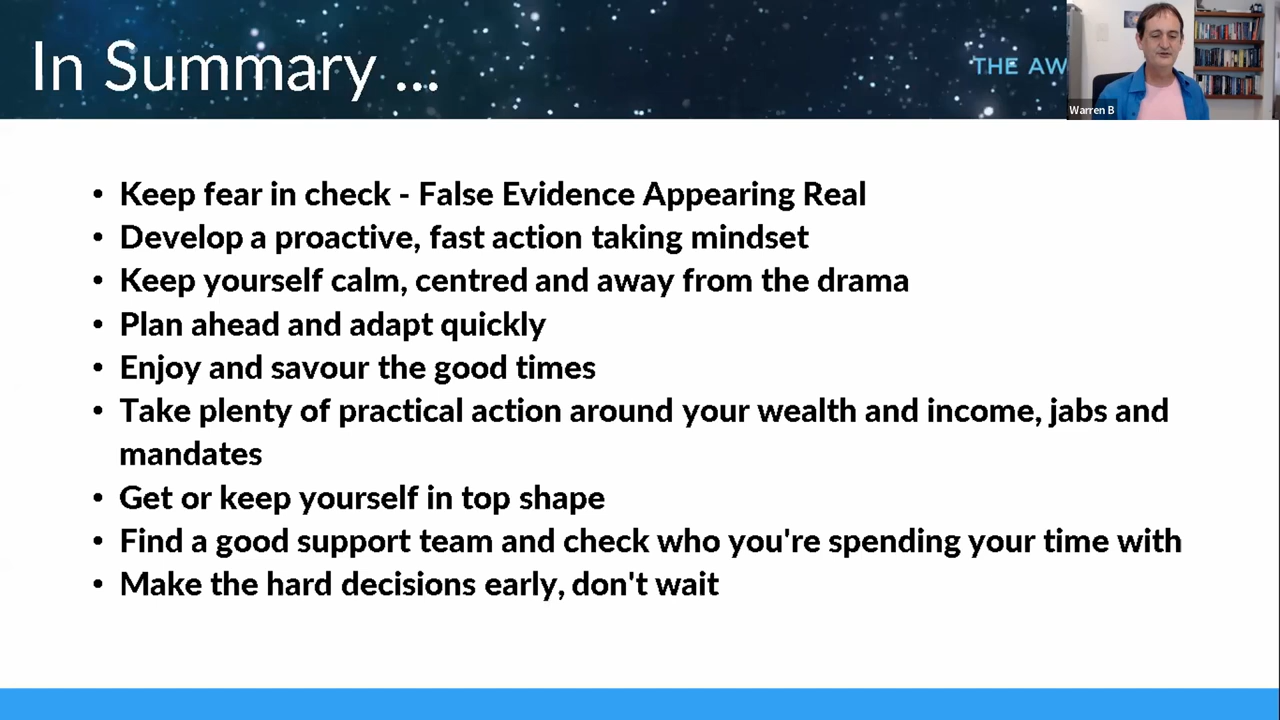 In Summary ...
THE AW
Warren B
• Keep fear in check - False Evidence Appearing Real
• Develop a proactive, fast action taking mindset
• Keep yourself calm, centred and away from the drama
• Plan ahead and adapt quickly
• Enjoy and savour the good times
• Take plenty of practical action around your wealth and income, jabs and
mandates
• Get or keep yourself in top shape
• Find a good support team and check who you're spending your time with
• Make the hard decisions early, don't wait